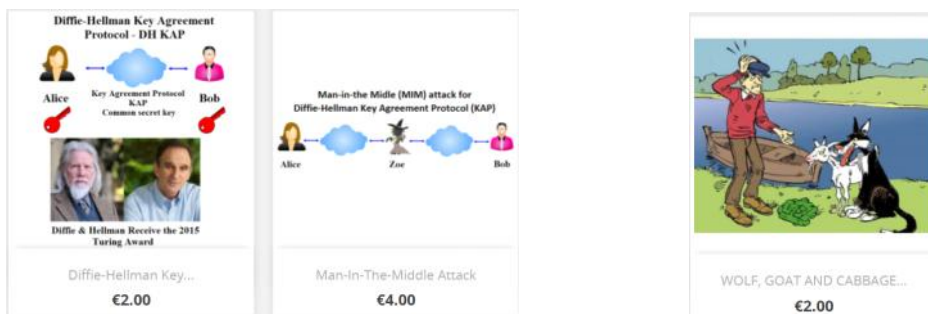 Diffie-Hellman Key Agreement
Protocol - DH KAP
Alice
Key Agreement Protocol
KAP
Common secret key
Bob
Diffie & Hellman Receive the 2015
Turing Award
Diffie-Hellman Key...
€2.00
Man-in-the Midle (MIM) attack for
Diffie-Hellman Key Agreement Protocol (KAP)
Alice
Zoe
Bob
Man-In-The-Middle Attack
€4.00
WOLF, GOAT AND CABBAGE...
€2.00